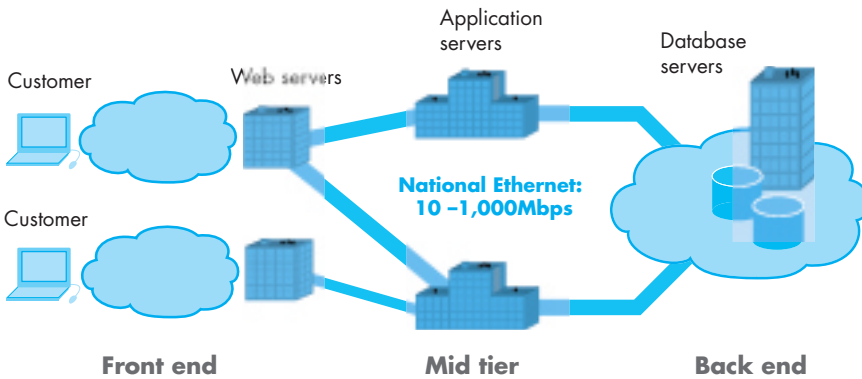 Application
servers
Database
servers
Customer
Web servers
National Ethernet:
10 –1,000Mbps
Customer
Front end
Mid tier
Back end